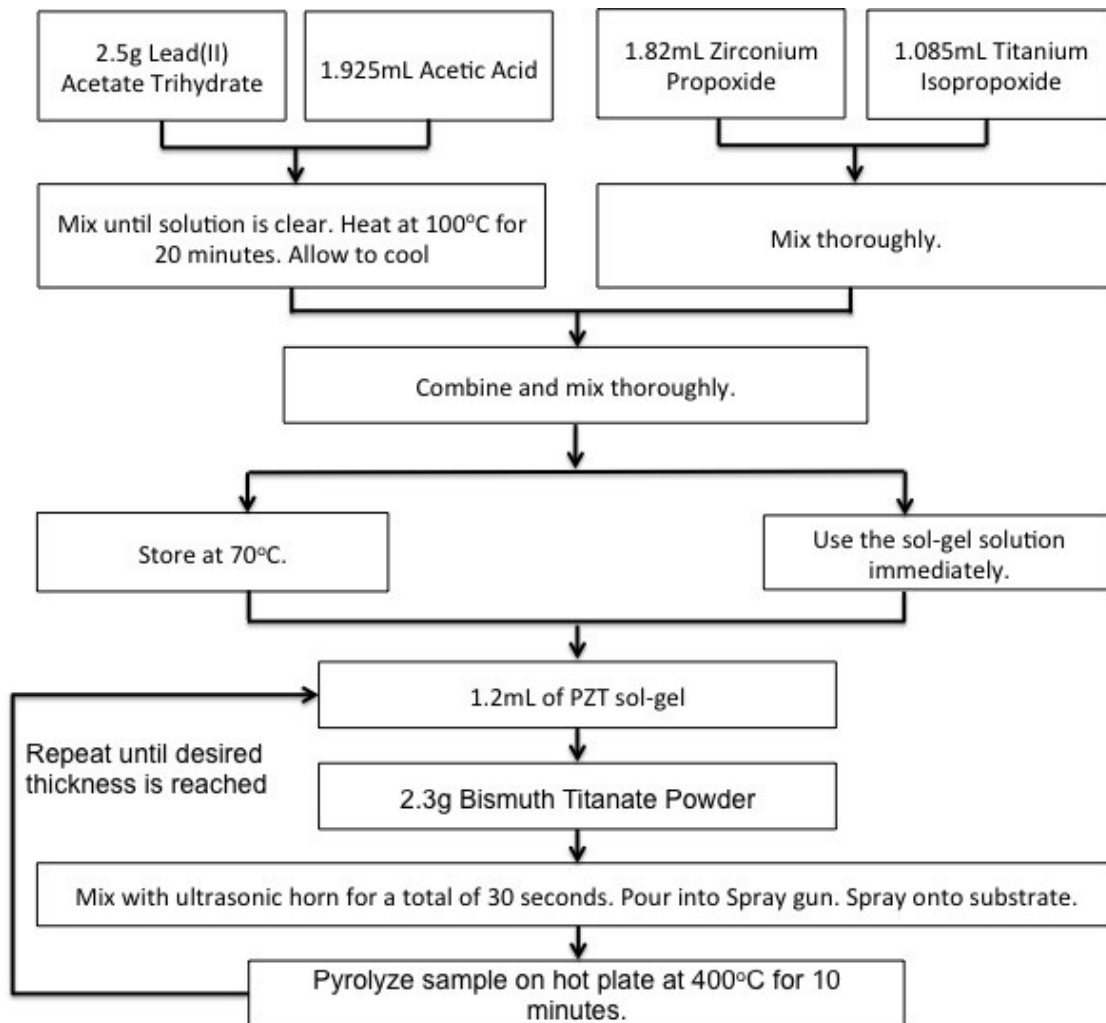 2.5g Lead(II)
Acetate Trihydrate
1.925mL Acetic Acid
1.82mL Zirconium
Propoxide
1.085mL Titanium
Isopropoxide
Mix until solution is clear. Heat at 100°C for
20 minutes. Allow to cool
Mix thoroughly.
Combine and mix thoroughly.
Store at 70°C.
Use the sol-gel solution
immediately.
1.2mL of PZT sol-gel
Repeat until desired
thickness is reached
2.3g Bismuth Titanate Powder
Mix with ultrasonic horn for a total of 30 seconds. Pour into Spray gun. Spray onto substrate.
Pyrolyze sample on hot plate at 400°C for 10
minutes.